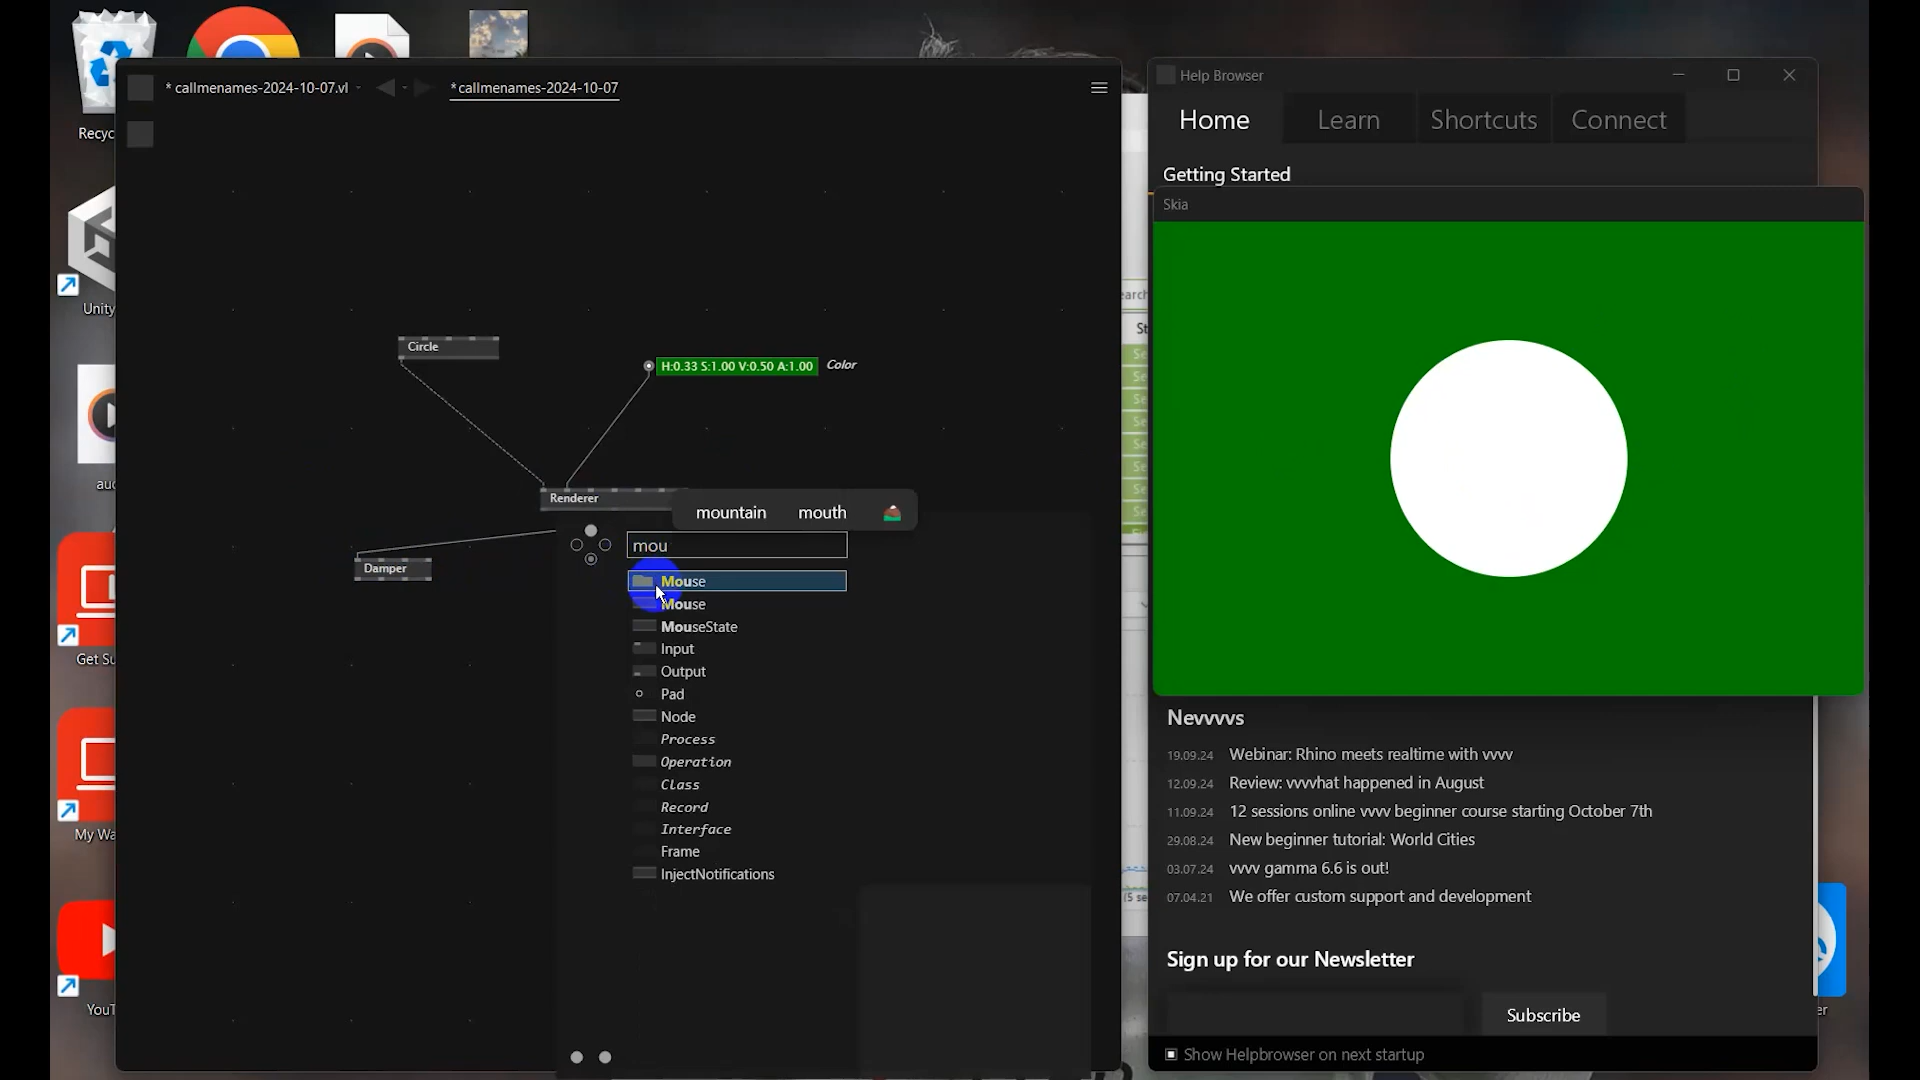 Recyc
Unity
auc
Get Su
My Wa
YouT
* callmenames-2024-10-07.vl
*callmenames-2024-10-07
Circle
H:0.33 S:1.00 V:0.50 A:1.00
Color
Renderer
Damper
mountain
mouth
mou
Mouse
Mouse
MouseState
Input
Output
Pad
Node
Process
Operation
Class
Record
Interface
Frame
InjectNotifications
earch
St
(5 se
Help Browser
Home
Learn
Shortcuts
Connect
Getting Started
Skia
Nevvvvs
19.09.24 Webinar: Rhino meets realtime with vvvv
12.09.24 Review: vvvvhat happened in August
11.09.24 12 sessions online vvvv beginner course starting October 7th
29.08.24 New beginner tutorial: World Cities
03.07.24 vvvv gamma 6.6 is out!
07.04.21 We offer custom support and development
Sign up for our Newsletter
Subscribe
Show Helpbrowser on next startup
er